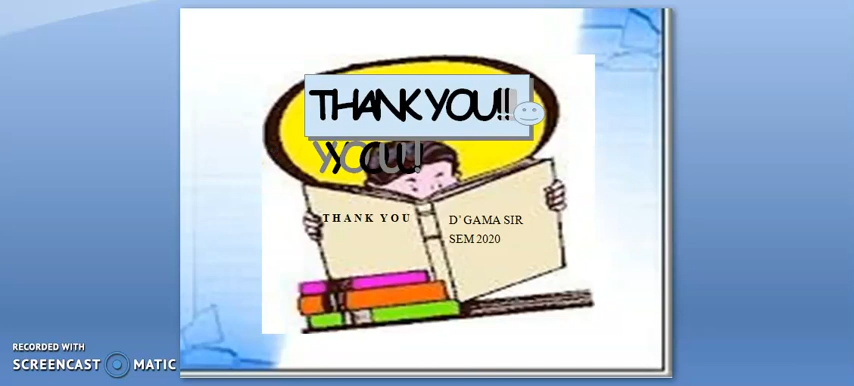 THANK YOU!!
YOU!!
THANK YOU
D' GAMA SIR
SEM 2020
RECORDED WITH
SCREENCAST MATIC